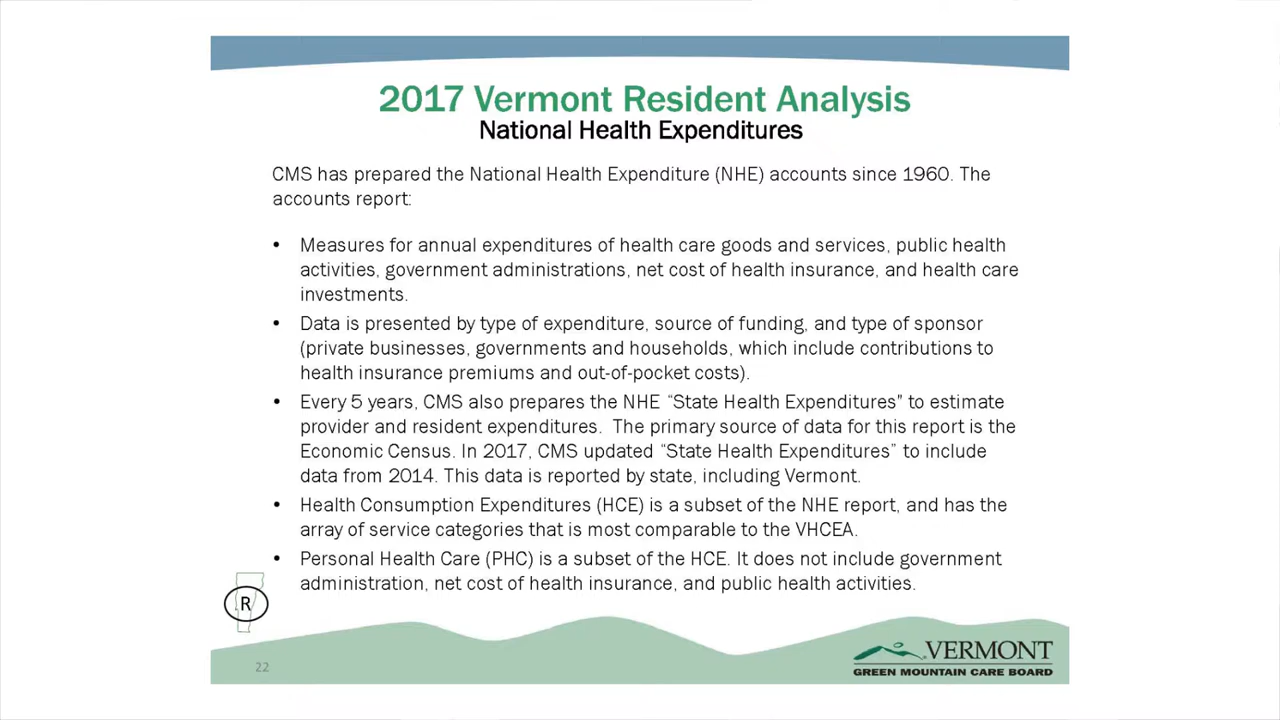 2017 Vermont Resident Analysis
National Health Expenditures
CMS has prepared the National Health Expenditure (NHE) accounts since 1960. The
accounts report:
• Measures for annual expenditures of health care goods and services, public health
activities, government administrations, net cost of health insurance, and health care
investments.
• Data is presented by type of expenditure, source of funding, and type of sponsor
(private businesses, governments and households, which include contributions to
health insurance premiums and out-of-pocket costs).
• Every 5 years, CMS also prepares the NHE “State Health Expenditures" to estimate
provider and resident expenditures.  The primary source of data for this report is the
Economic Census. In 2017, CMS updated “State Health Expenditures” to include
data from 2014. This data is reported by state, including Vermont.
• Health Consumption Expenditures (HCE) is a subset of the NHE report, and has the
array of service categories that is most comparable to the VHCEA.
• Personal Health Care (PHC) is a subset of the HCE. It does not include government
administration, net cost of health insurance, and public health activities.
R
22
VERMONT
GREEN MOUNTAIN CARE BOARD